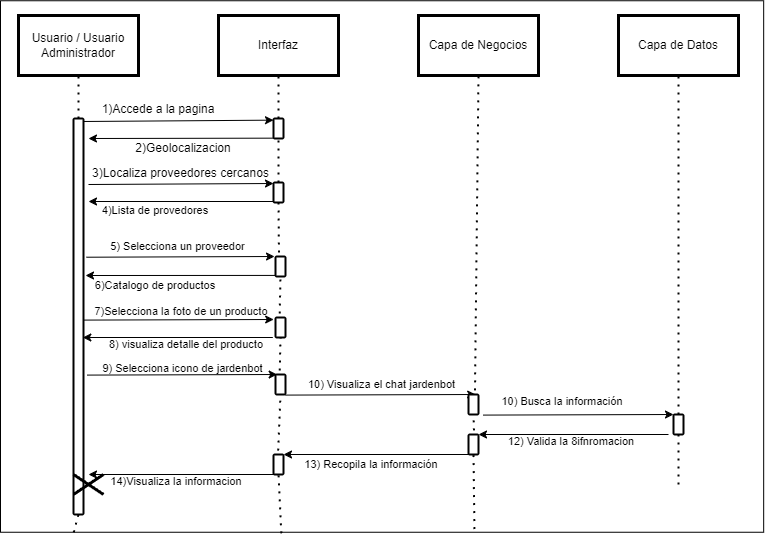 Usuario / Usuario
Administrador
Interfaz
Capa de Negocios
Capa de Datos
1)Accede a la pagina
2)Geolocalizacion
3)Localiza proveedores cercanos
4)Lista de provedores
5) Selecciona un proveedor
6)Catalogo de productos
7)Selecciona la foto de un producto
8) visualiza detalle del producto
9) Selecciona icono de jardenbot
10) Visualiza el chat jardenbot
10) Busca la información
12) Valida la 8ifnromacion
13) Recopila la información
14)Visualiza la informacion